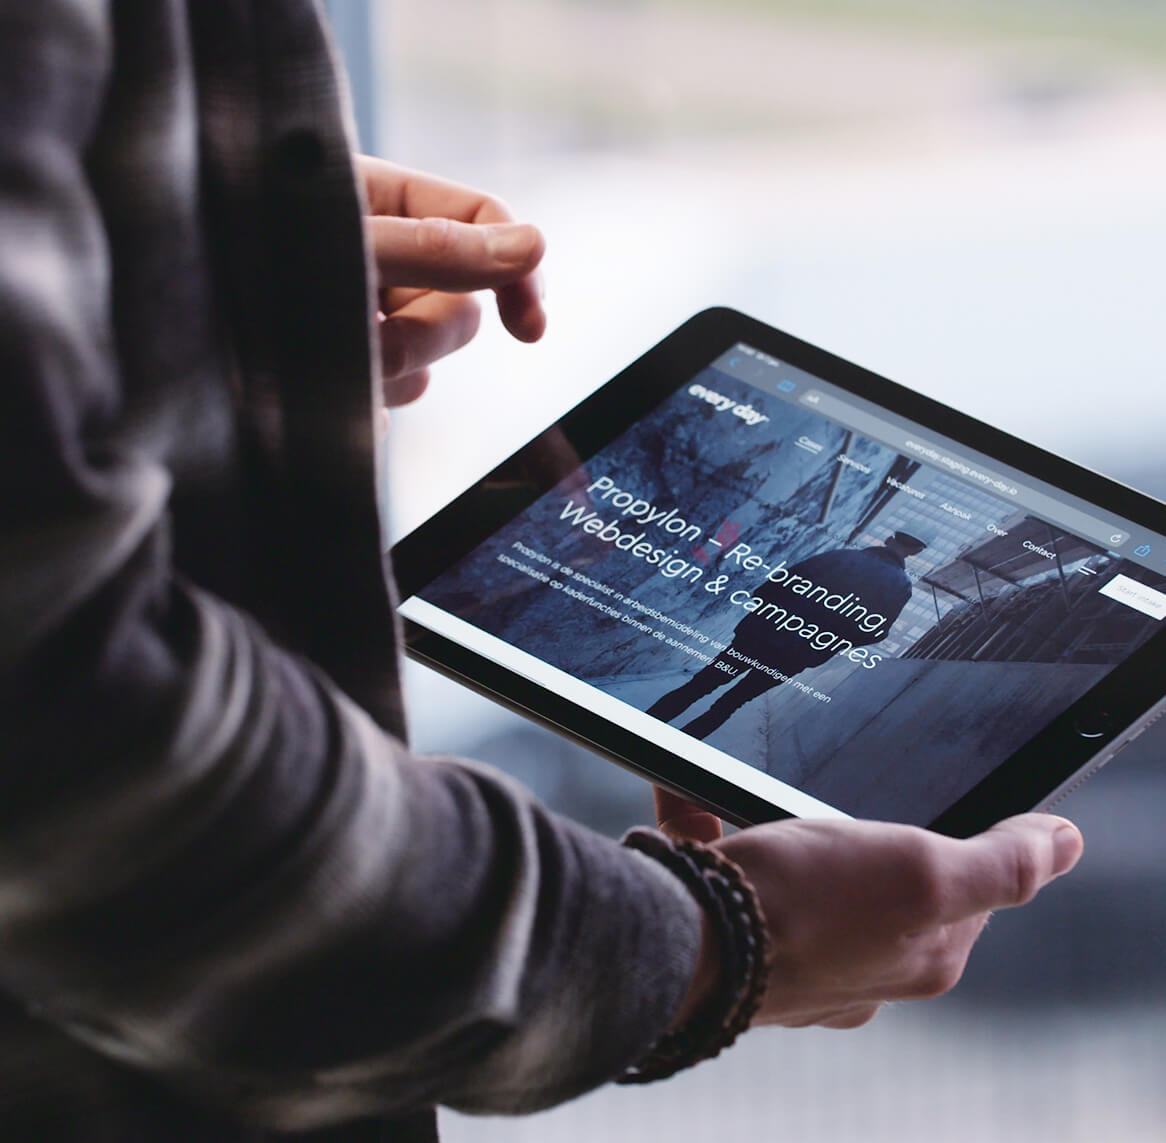 AA
everyday.staging.every-day.io
every day
Cases Services Vacatures Aanpak Over Contact
Start intake
Propylon – Re-branding,
Webdesign & campagnes
Propylon is de specialist in arbeidsbemiddeling van bouwkundigen met een
specialisatie op kaderfuncties binnen de aannemerij B&U.